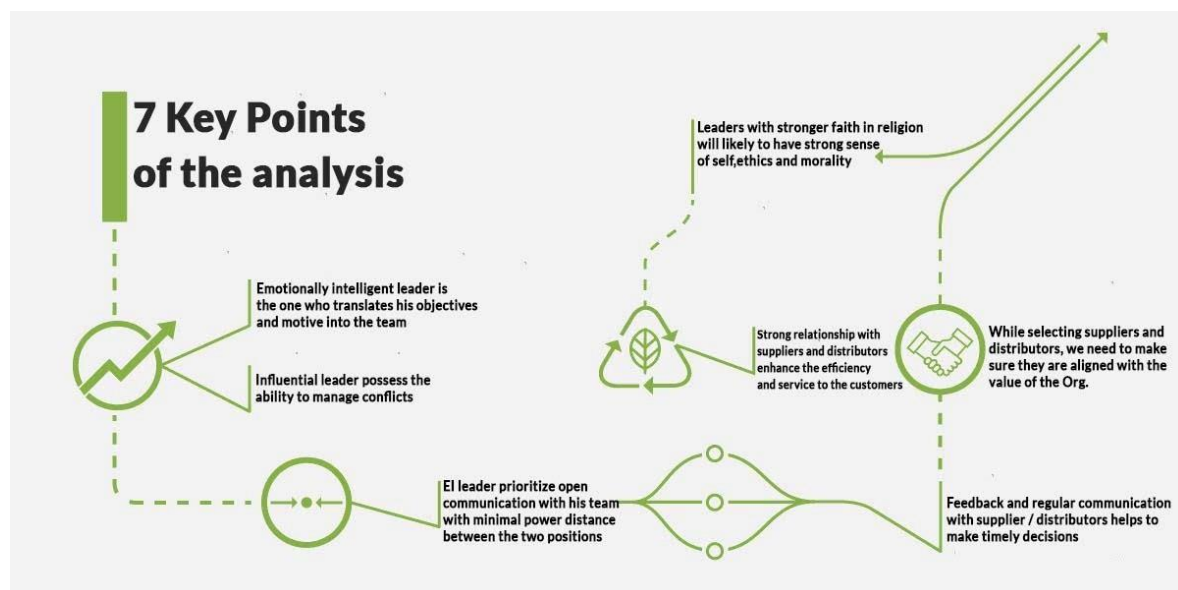 7 Key Points
of the analysis
Emotionally intelligent leader is
the one who translates his objectives
and motive into the team
Influential leader possess the
ability to manage conflicts
EI leader prioritize open
communication with his team
with minimal power distance
between the two positions
Feedback and regular communication
with supplier / distributors helps to
make timely decisions
While selecting suppliers and
distributors, we need to make
sure they are aligned with the
value of the Org.
Strong relationship with
suppliers and distributors
enhance the efficiency
and service to the customers
Leaders with stronger faith in religion
will likely to have strong sense
of self,ethics and morality